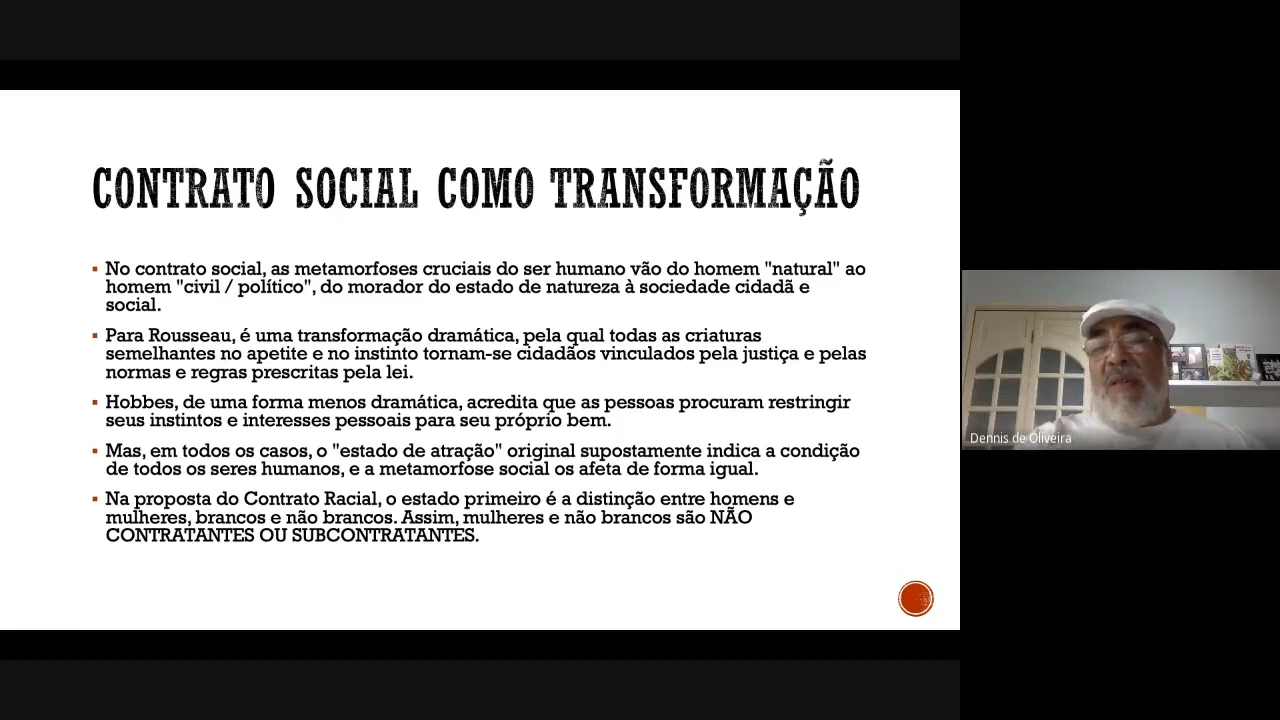 CONTRATO SOCIAL COMO TRANSFORMAÇÃO
▪ No contrato social, as metamorfoses cruciais do ser humano vão do homem "natural" ao
homem "civil / político", do morador do estado de natureza à sociedade cidadã e
social.
▪ Para Rousseau, é uma transformação dramática, pela qual todas as criaturas
semelhantes no apetite e no instinto tornam-se cidadãos vinculados pela justiça e pelas
normas e regras prescritas pela lei.
▪ Hobbes, de uma forma menos dramática, acredita que as pessoas procuram restringir
seus instintos e interesses pessoais para seu próprio bem.
▪ Mas, em todos os casos, o "estado de atração" original supostamente indica a condição
de todos os seres humanos, e a metamorfose social os afeta de forma igual.
▪ Na proposta do Contrato Racial, o estado primeiro é a distinção entre homens e
mulheres, brancos e não brancos. Assim, mulheres e não brancos são NÃO
CONTRATANTES OU SUBCONTRATANTES.
Dennis de Oliveira